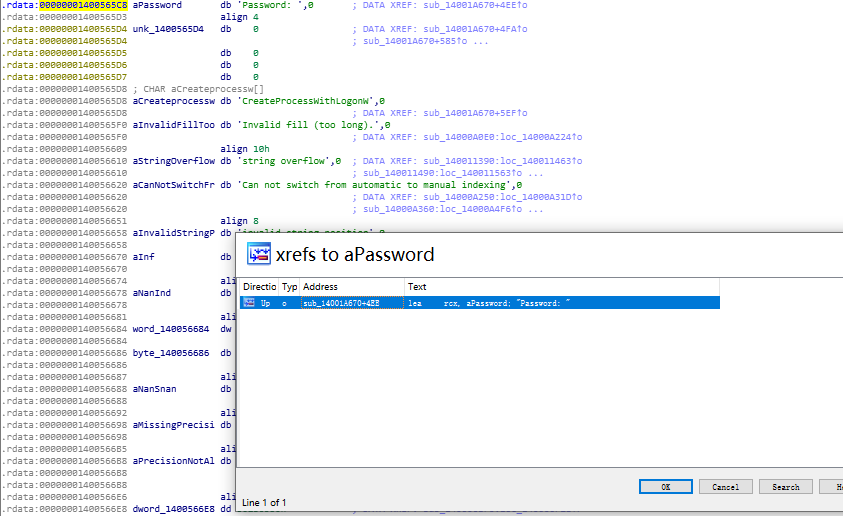 .rdata:00000001400565C8 aPassword db 'Password: ',0 ; DATA XREF: sub_14001A670+4EE↑o
.rdata:00000001400565D3 align 4
.rdata:00000001400565D4 unk_1400565D4 db 0 ; DATA XREF: sub_14001A670+4FA↑o
.rdata:00000001400565D4 ; sub_14001A670+585↑o ...
.rdata:00000001400565D5 db 0
.rdata:00000001400565D6 db 0
.rdata:00000001400565D7 db 0
.rdata:00000001400565D8 ; CHAR aCreateprocessw[]
.rdata:00000001400565D8 aCreateprocessw db 'CreateProcessWithLogonW',0
.rdata:00000001400565D8 ; DATA XREF: sub_14001A670+5EF↑o
.rdata:00000001400565F0 aInvalidFillToo db 'Invalid fill (too long).',0
.rdata:00000001400565F0 ; DATA XREF: sub_14000A0E0:loc_14000A224↑o
.rdata:0000000140056609 align 10h
.rdata:0000000140056610 aStringOverflow db 'string overflow',0 ; DATA XREF: sub_140011390:loc_140011463↑o
.rdata:0000000140056610 ; sub_140011490:loc_140011563↑o ...
.rdata:0000000140056620 aCanNotSwitchFr db 'Can not switch from automatic to manual indexing',0
.rdata:0000000140056620 ; DATA XREF: sub_14000A250:loc_14000A31D↑o
.rdata:0000000140056620 ; sub_14000A360:loc_14000A4F6↑o ...
.rdata:0000000140056651 align 8
.rdata:0000000140056658 aInvalidStringP db 'invalid string position',0
.rdata:0000000140056658
.rdata:0000000140056670 aInf db
.rdata:0000000140056670
.rdata:0000000140056674 ali
.rdata:0000000140056678 aNanInd db
.rdata:0000000140056678
.rdata:0000000140056681 ali
.rdata:0000000140056684 word_140056684 dw
.rdata:0000000140056684
.rdata:0000000140056686 byte_140056686 db
.rdata:0000000140056686
.rdata:0000000140056687 ali
.rdata:0000000140056688 aNanSnan db
.rdata:0000000140056688
.rdata:0000000140056692 ali
.rdata:0000000140056698 aMissingPrecisi db
.rdata:0000000140056698
.rdata:00000001400566B5 ali
.rdata:00000001400566B8 aPrecisionNotAl db
.rdata:00000001400566B8
.rdata:00000001400566B8
.rdata:00000001400566E6 ali
.rdata:00000001400566E8 dword_1400566E8 dd
xrefs to aPassword
Directio Typ Address Text
Up o sub_14001A670+4EE lea rcx, aPassword; "Password: "
OK Cancel Search He
Line 1 of 1